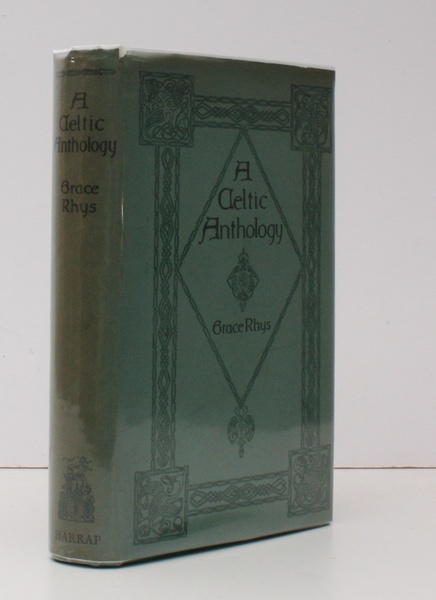 A
Celtic
Anthology
Grace
Rhys
HARRAP
A
Celtic
Anthology
Grace Rhys